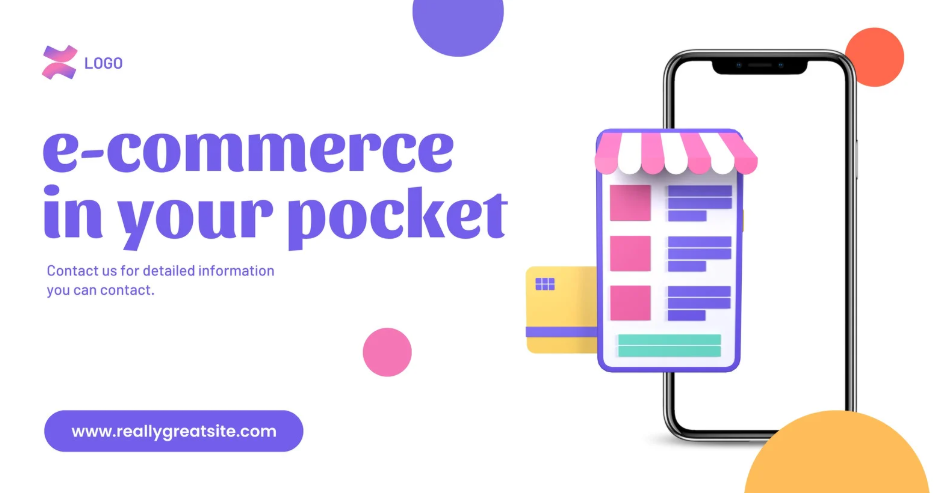 LOGO
e-commerce
in your pocket
Contact us for detailed information
you can contact.
www.reallygreatsite.com